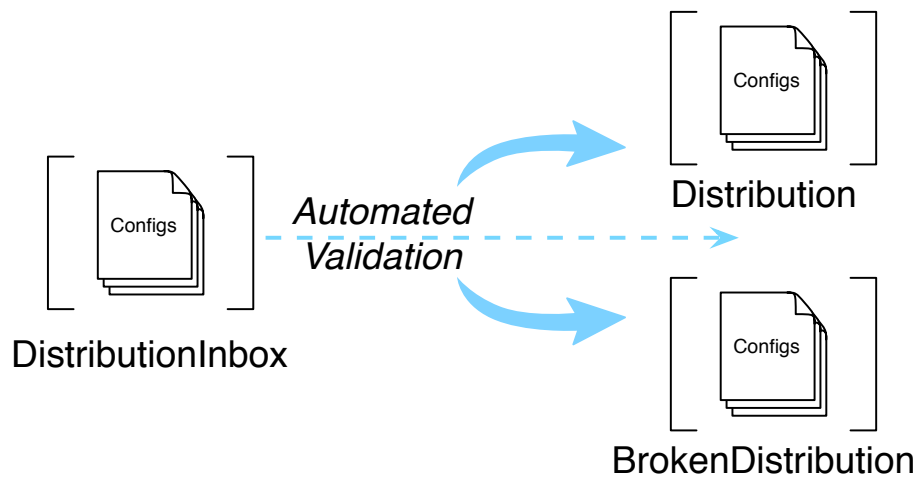 Configs
DistributionInbox
Automated
Validation
Configs
Distribution
Configs
BrokenDistribution